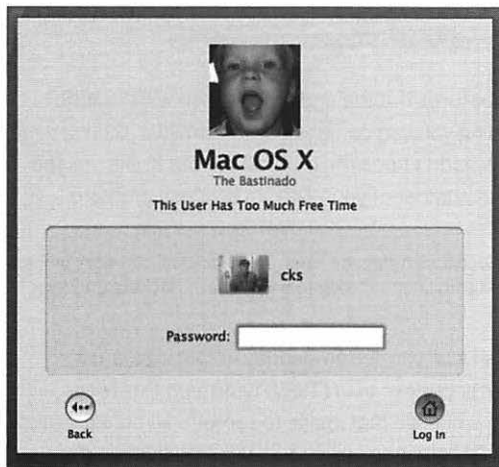 Mac OS X
The Bastinado
This User Has Too Much Free Time
cks
Password:
Back
Log In